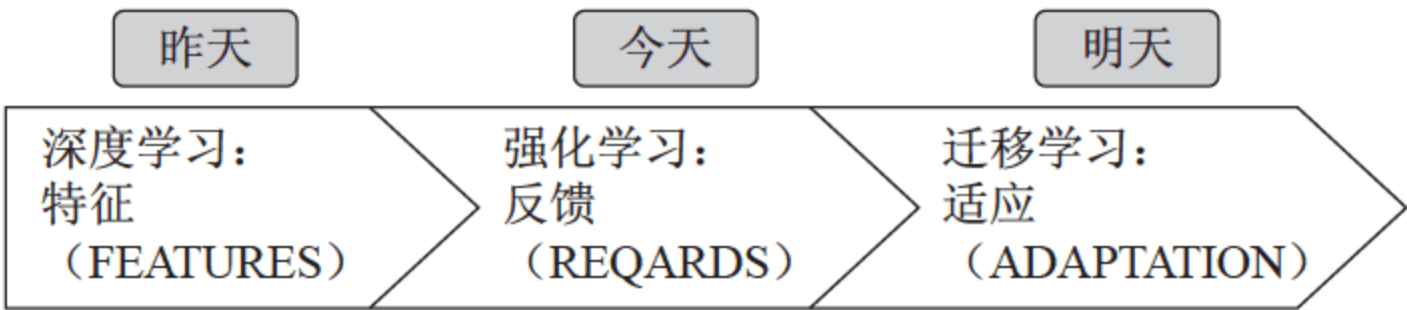 昨天
今天
明天
深度学习：
特征
（FEATURES）
强化学习：
反馈
（REQARDS）
迁移学习：
适应
（ADAPTATION）